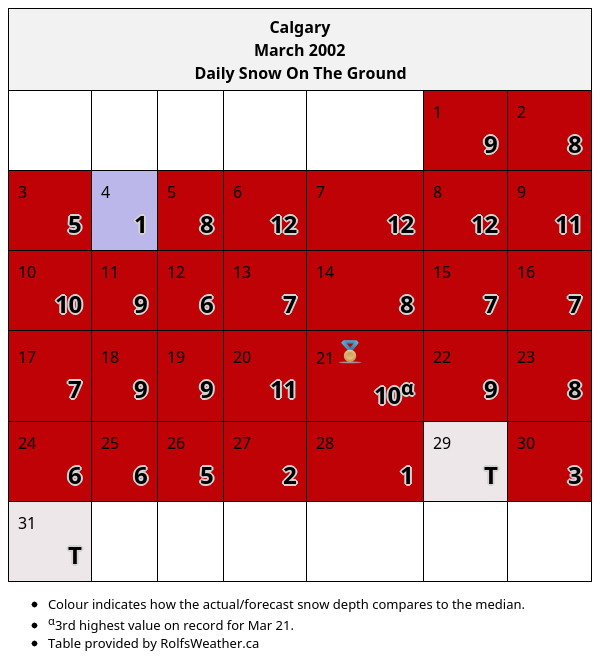 Calgary
March 2002
Daily Snow On The Ground
1 2
9 8
3 4 5 6 7 8 9
5 1 8 12 12 12 11
10 11 12 13 14 15 16
10 9 6 7 8 7 7
17 18 19 20 21 22 23
7 9 9 11 10α 9 8
24 25 26 27 28 29 30
6 6 5 2 1 T 3
31
T
• Colour indicates how the actual/forecast snow depth compares to the median.
• α3rd highest value on record for Mar 21.
• Table provided by RolfsWeather.ca